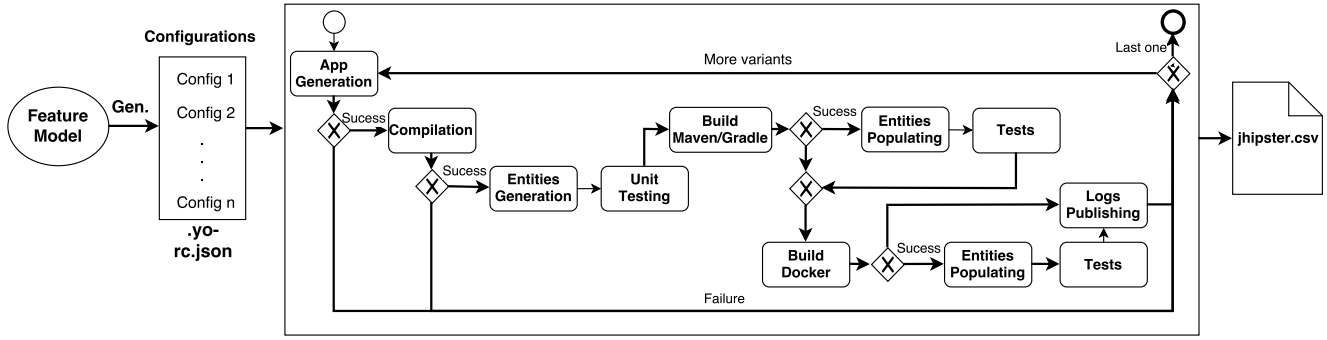 Configurations
Feature
Model
Gen.
Config 1
Config 2
.
.
.
Config n
.yo-
rc.json
App
Generation
X
Sucess
Compilation
X
Sucess
Entities
Generation
Unit
Testing
Build
Maven/Gradle
X
Sucess
Entities
Populating
Tests
X
Build
Docker
X
Sucess
Entities
Populating
Tests
Logs
Publishing
More variants
Failure
X
Last one
jhipster.csv